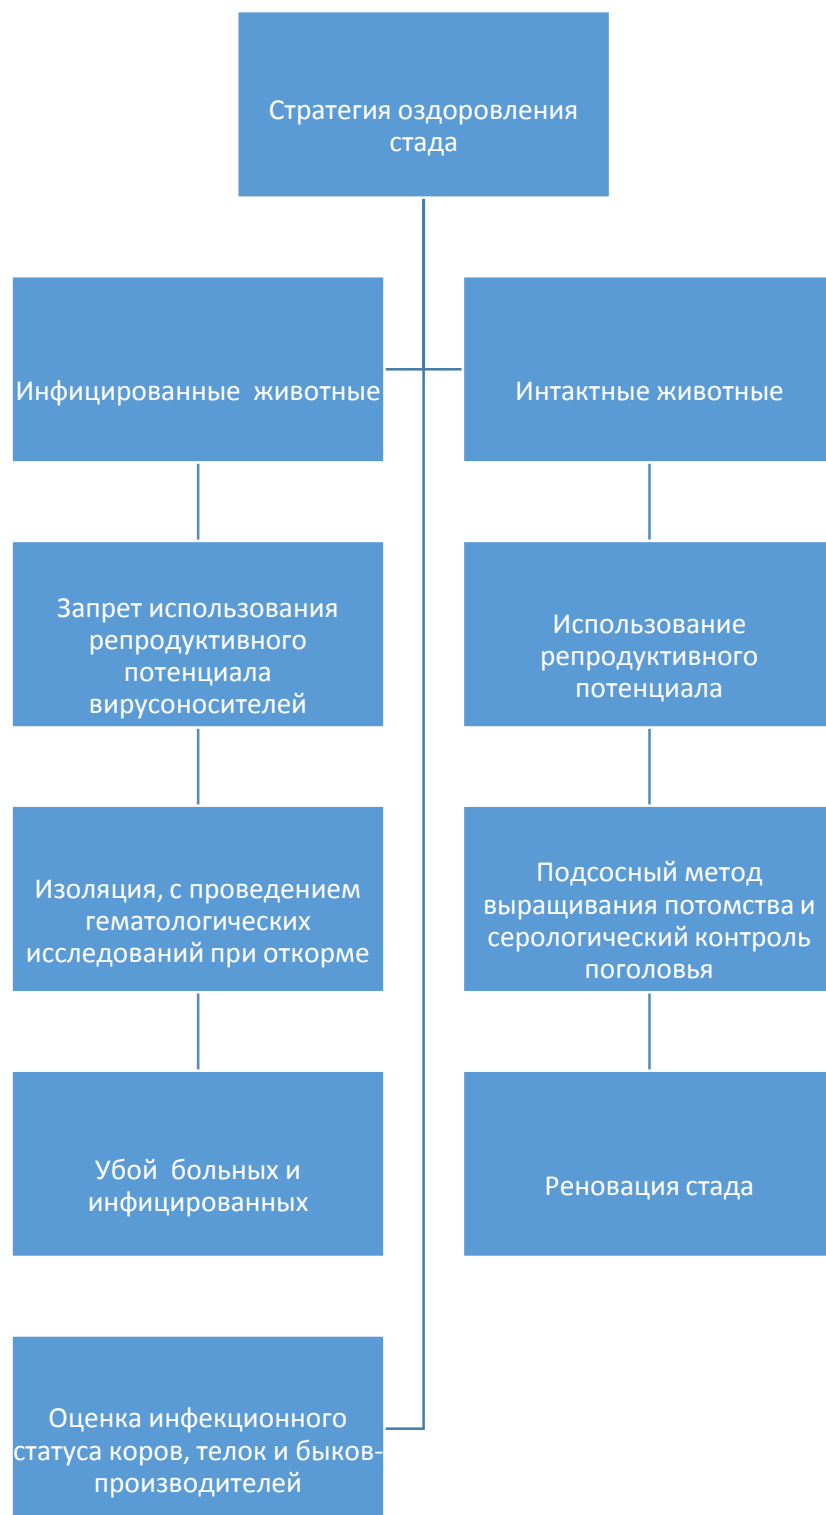 Стратегия оздоровления
стада
Инфицированные  животные
Интактные животные
Запрет использования
репродуктивного
потенциала
вирусоносителей
Использование
репродуктивного
потенциала
Изоляция, с проведением
гематологических
исследований при откорме
Подсосный метод
выращивания потомства и
серологический контроль
поголовья
Убой  больных и
инфицированных
Реновация стада
Оценка инфекционного
статуса коров, телок и быков-
производителей